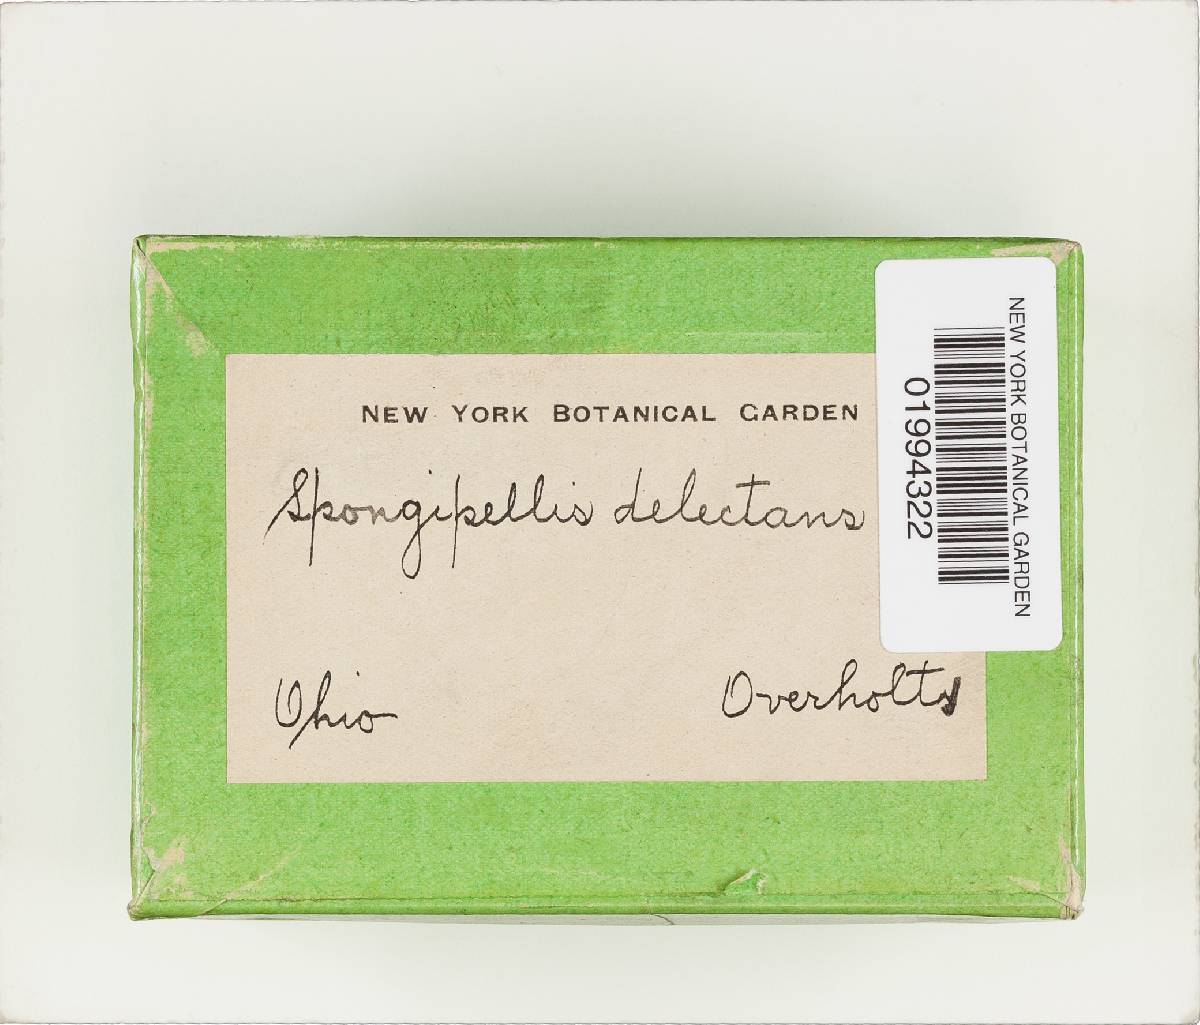 NEW YORK BOTANICAL GARDEN
Spongipellis delectans
Ohio Overholts
NEW YORK BOTANICAL GARDEN
01994322